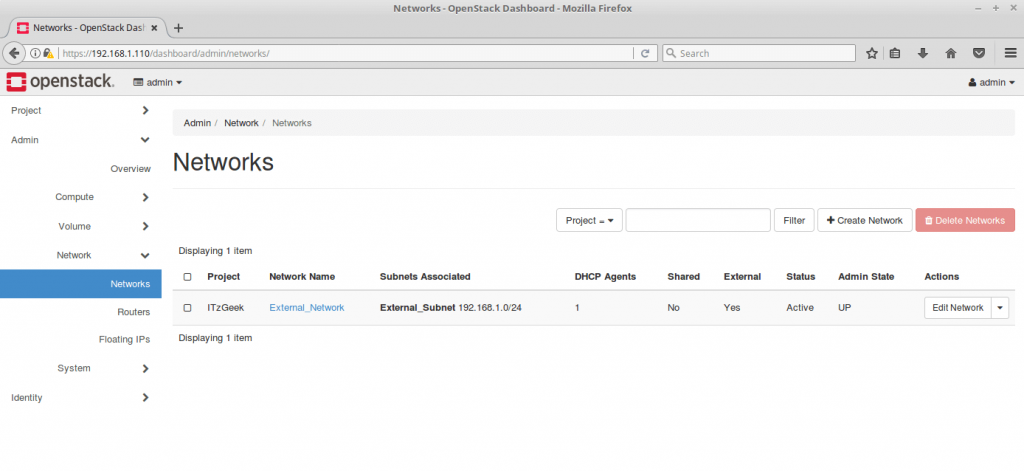 Networks - OpenStack Dashboard - Mozilla Firefox
Networks - OpenStack Dasl
https://192.168.1.110/dashboard/admin/networks/
Search
openstack. admin admin
Project
Admin
Overview
Compute
Volume
Network
Networks
Routers
Floating IPs
System
Identity
Admin / Network / Networks
Networks
Project = Filter Create Network Delete Networks
Displaying 1 item
Project Network Name Subnets Associated DHCP Agents Shared External Status Admin State Actions
ITzGeek External_Network External_Subnet 192.168.1.0/24 1 No Yes Active UP Edit Network
Displaying 1 item